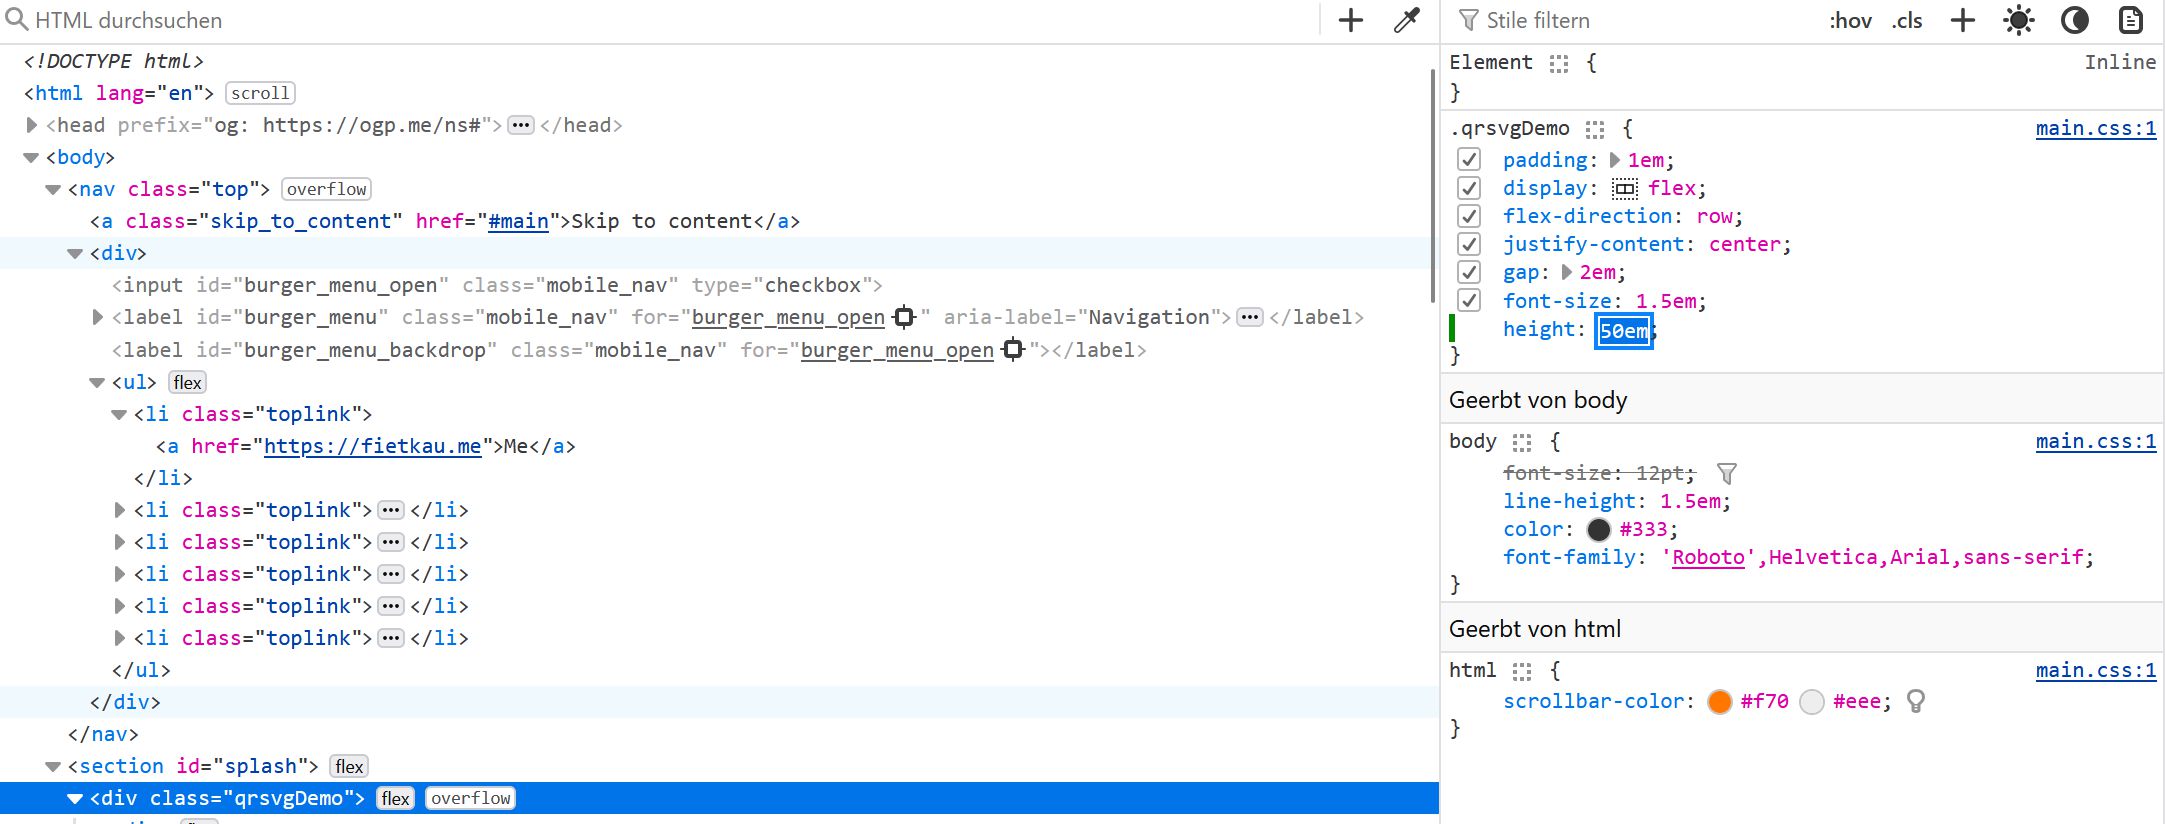 HTML durchsuchen
<!DOCTYPE html>
<html lang="en"> scroll
<head prefix="og: https://ogp.me/ns#">···</head>
<body>
<nav class="top"> overflow
<a class="skip_to_content" href="#main">Skip to content</a>
<div>
<input id="burger_menu_open" class="mobile_nav" type="checkbox">
<label id="burger_menu" class="mobile_nav" for="burger_menu_open" aria-label="Navigation">···</label>
<label id="burger_menu_backdrop" class="mobile_nav" for="burger_menu_open"></label>
<ul> flex
<li class="toplink">
<a href="https://fietkau.me">Me</a>
</li>
<li class="toplink">···</li>
<li class="toplink">···</li>
<li class="toplink">···</li>
<li class="toplink">···</li>
<li class="toplink">···</li>
</ul>
</div>
</nav>
<section id="splash"> flex
<div class="qrsvgDemo"> flex overflow
Stile filtern :hov .cls
Element { Inline
}
.qrsvgDemo { main.css:1
padding: 1em;
display: flex;
flex-direction: row;
justify-content: center;
gap: 2em;
font-size: 1.5em;
height: 50em;
}
Geerbt von body
body { main.css:1
font-size: 12pt;
line-height: 1.5em;
color: #333;
font-family: 'Roboto',Helvetica,Arial,sans-serif;
}
Geerbt von html
html { main.css:1
scrollbar-color: #f70 #eee;
}